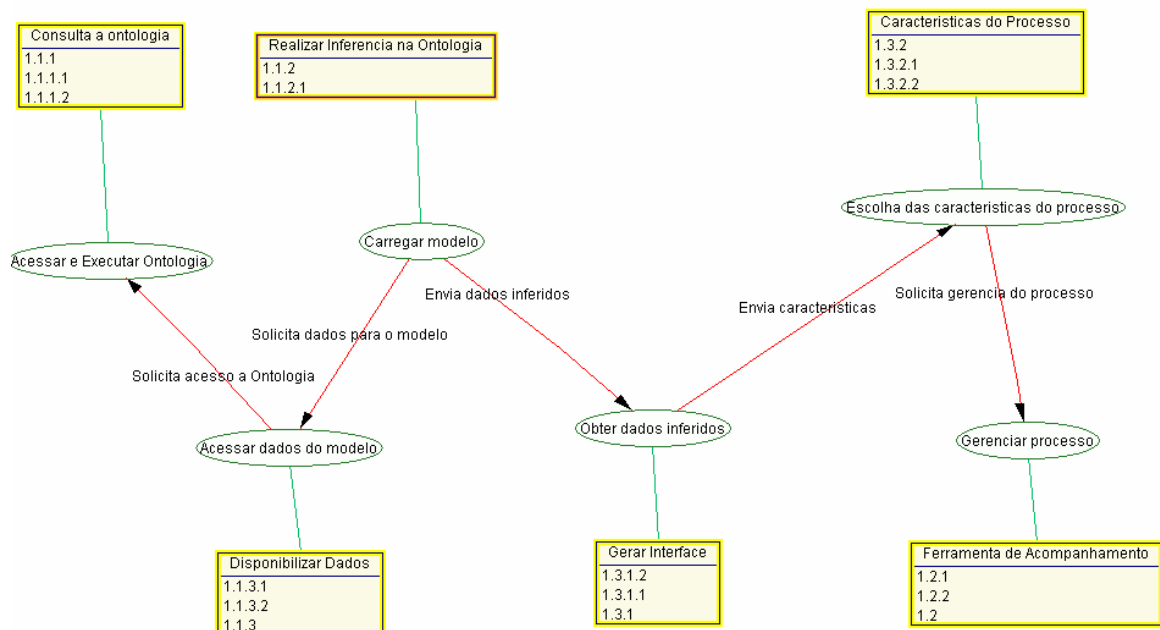 Consulta a ontologia
1.1.1
1.1.1.1
1.1.1.2
Realizar Inferencia na Ontologia
1.1.2
1.1.2.1
Caracteristicas do Processo
1.3.2
1.3.2.1
1.3.2.2
Escolha das caracteristicas do processo
Carregar modelo
Acessar e Executar Ontologia
Envia dados inferidos
Solicita gerencia do processo
Envia caracteristicas
Solicita dados para o modelo
Solicita acesso a Ontologia
Obter dados inferidos
Gerenciar processo
Acessar dados do modelo
Disponibilizar Dados
1.1.3.1
1.1.3.2
1.1.3
Gerar Interface
1.3.1.2
1.3.1.1
1.3.1
Ferramenta de Acompanhamento
1.2.1
1.2.2
1.2